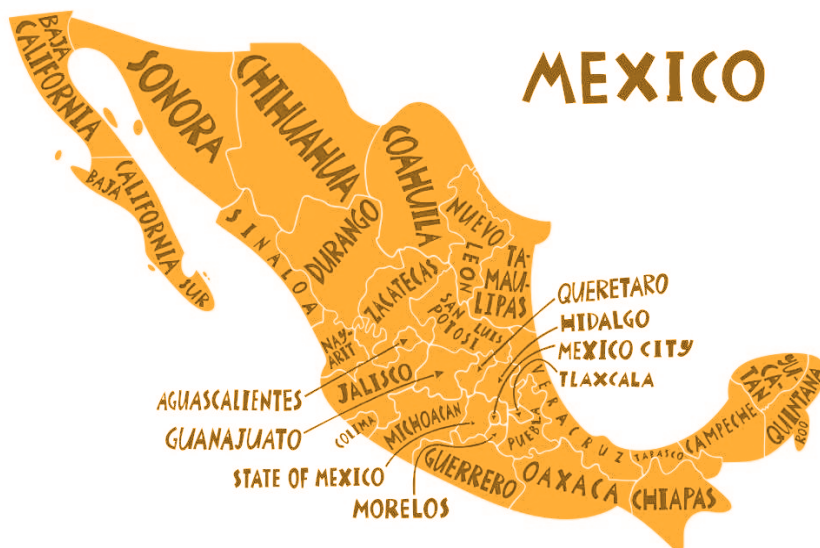 MEXICO
BAJA
CALIFORNIA
SONORA
CHIHUAHUA
COAHUILA
BAJA
CALIFORNIA SUR
SINALOA
DURANGO
NUEVO
LEÓN
TA-
MAU-
LIPAS
ZACATECAS
SAN LUIS
POTOSI
QUERETARO
HIDALGO
MEXICO CITY
TLAXCALA
NAY-
ARIT
AGUASCALIENTES
JALISCO
GUANAJUATO
COLIMA
MICHOACAN
STATE OF MEXICO
MORELOS
GUERRERO
PUEBLA
VERACRUZ
OAXACA
TABASCO
CHIAPAS
CAMPECHE
YU-
CA-
TAN
QUINTANA
ROO